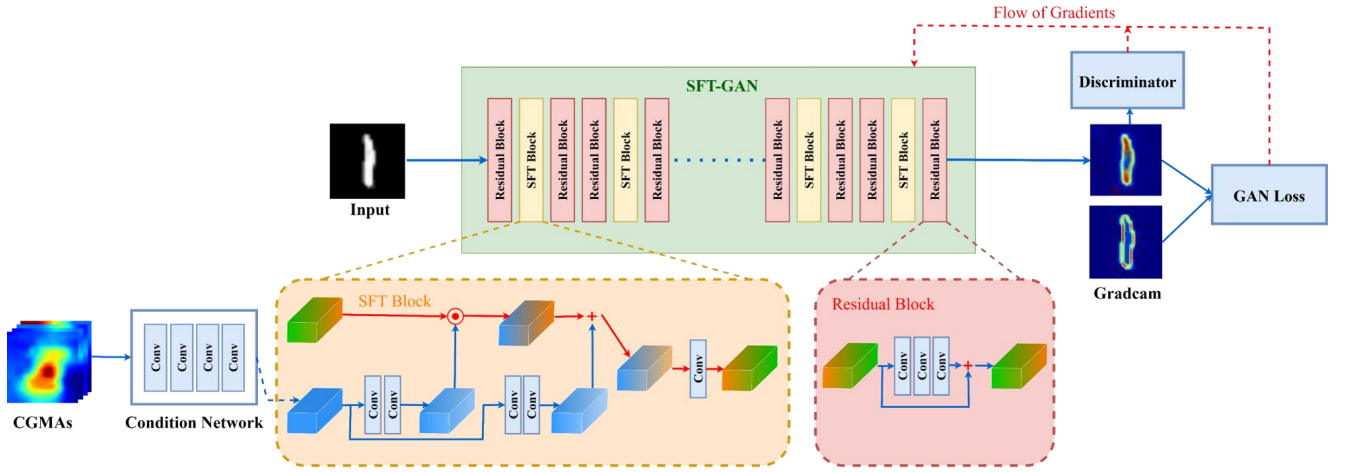 Flow of Gradients
SFT-GAN
Discriminator
Residual Block
SFT Block
Residual Block
Residual Block
SFT Block
Residual Block
Residual Block
SFT Block
Residual Block
Residual Block
SFT Block
Residual Block
Input
GAN Loss
Gradcam
SFT Block
Residual Block
Conv
Conv
Conv
Conv
Conv
Conv
Conv
Conv
Conv
Conv
Conv
Conv
CGMAs
Condition Network